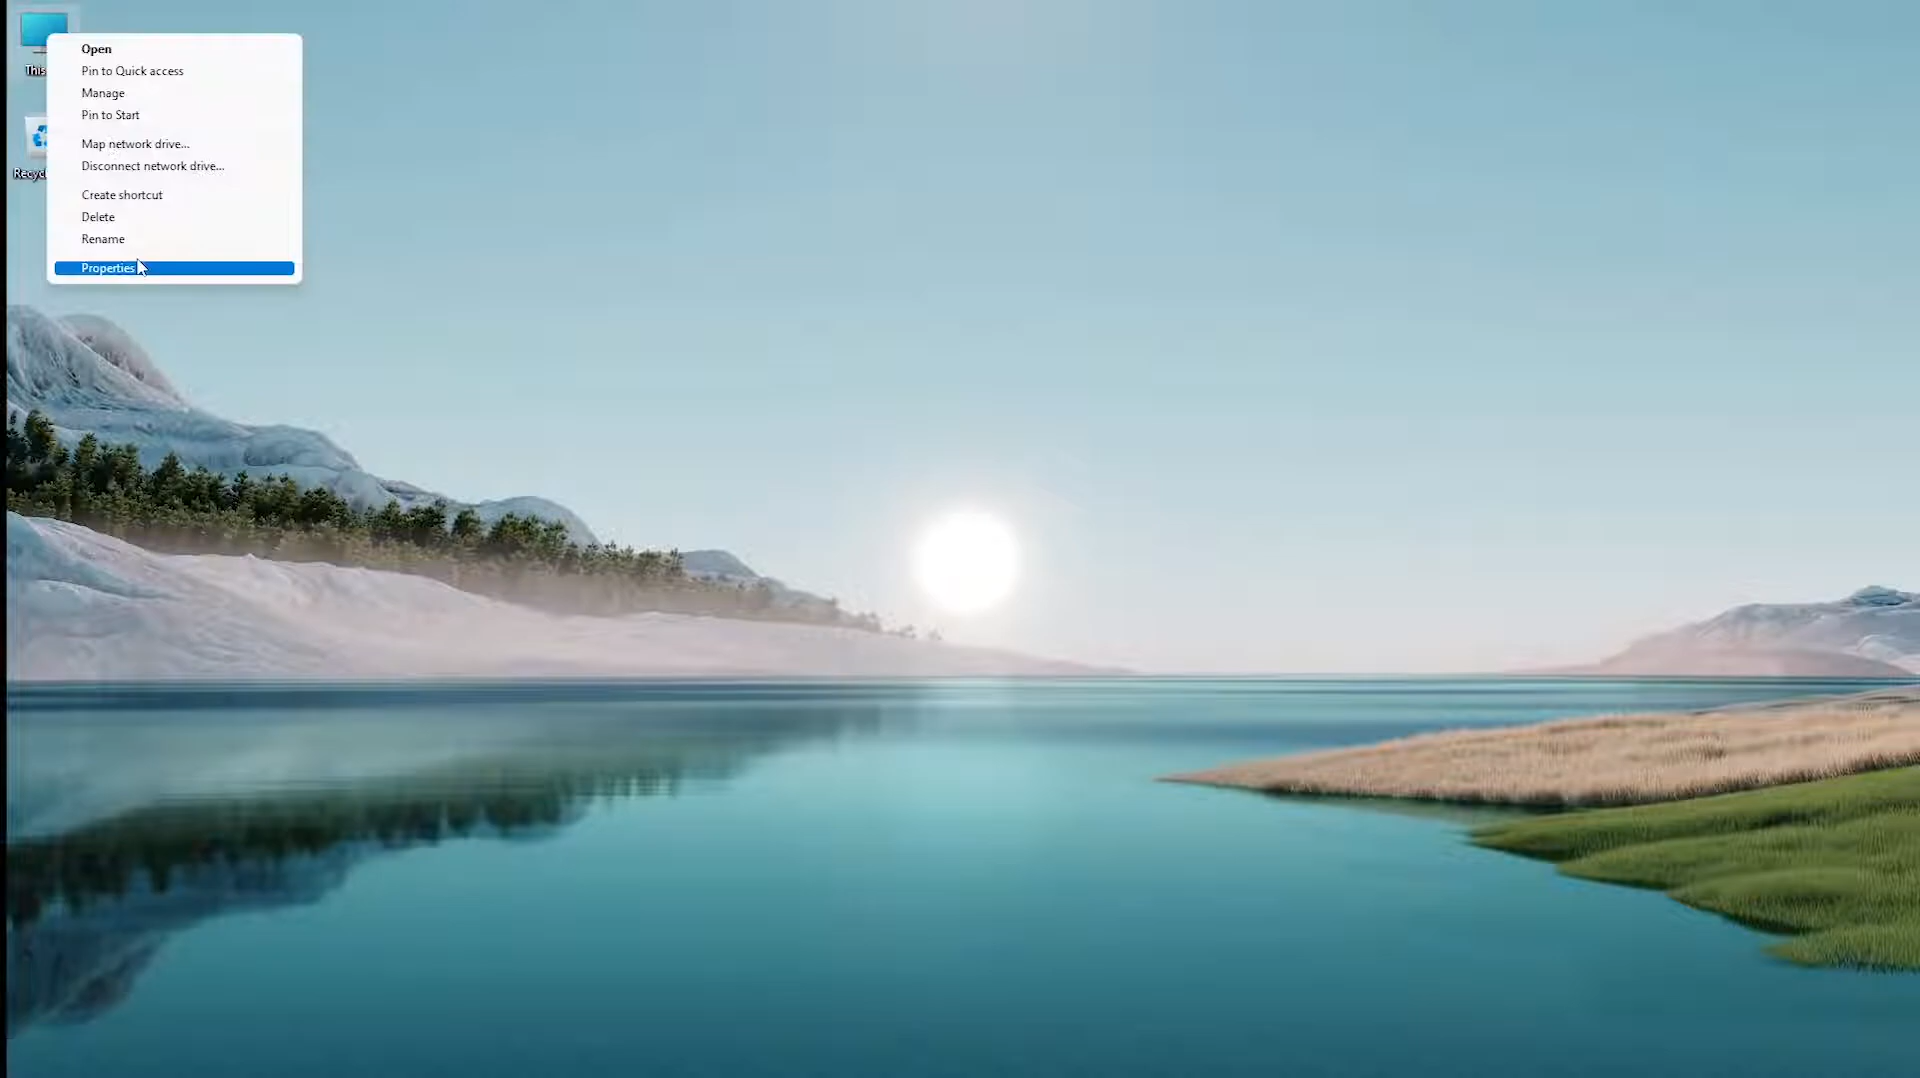 Open
This
Pin to Quick access
Manage
Pin to Start
Map network drive...
Disconnect network drive...
Recycl
Create shortcut
Delete
Rename
Properties